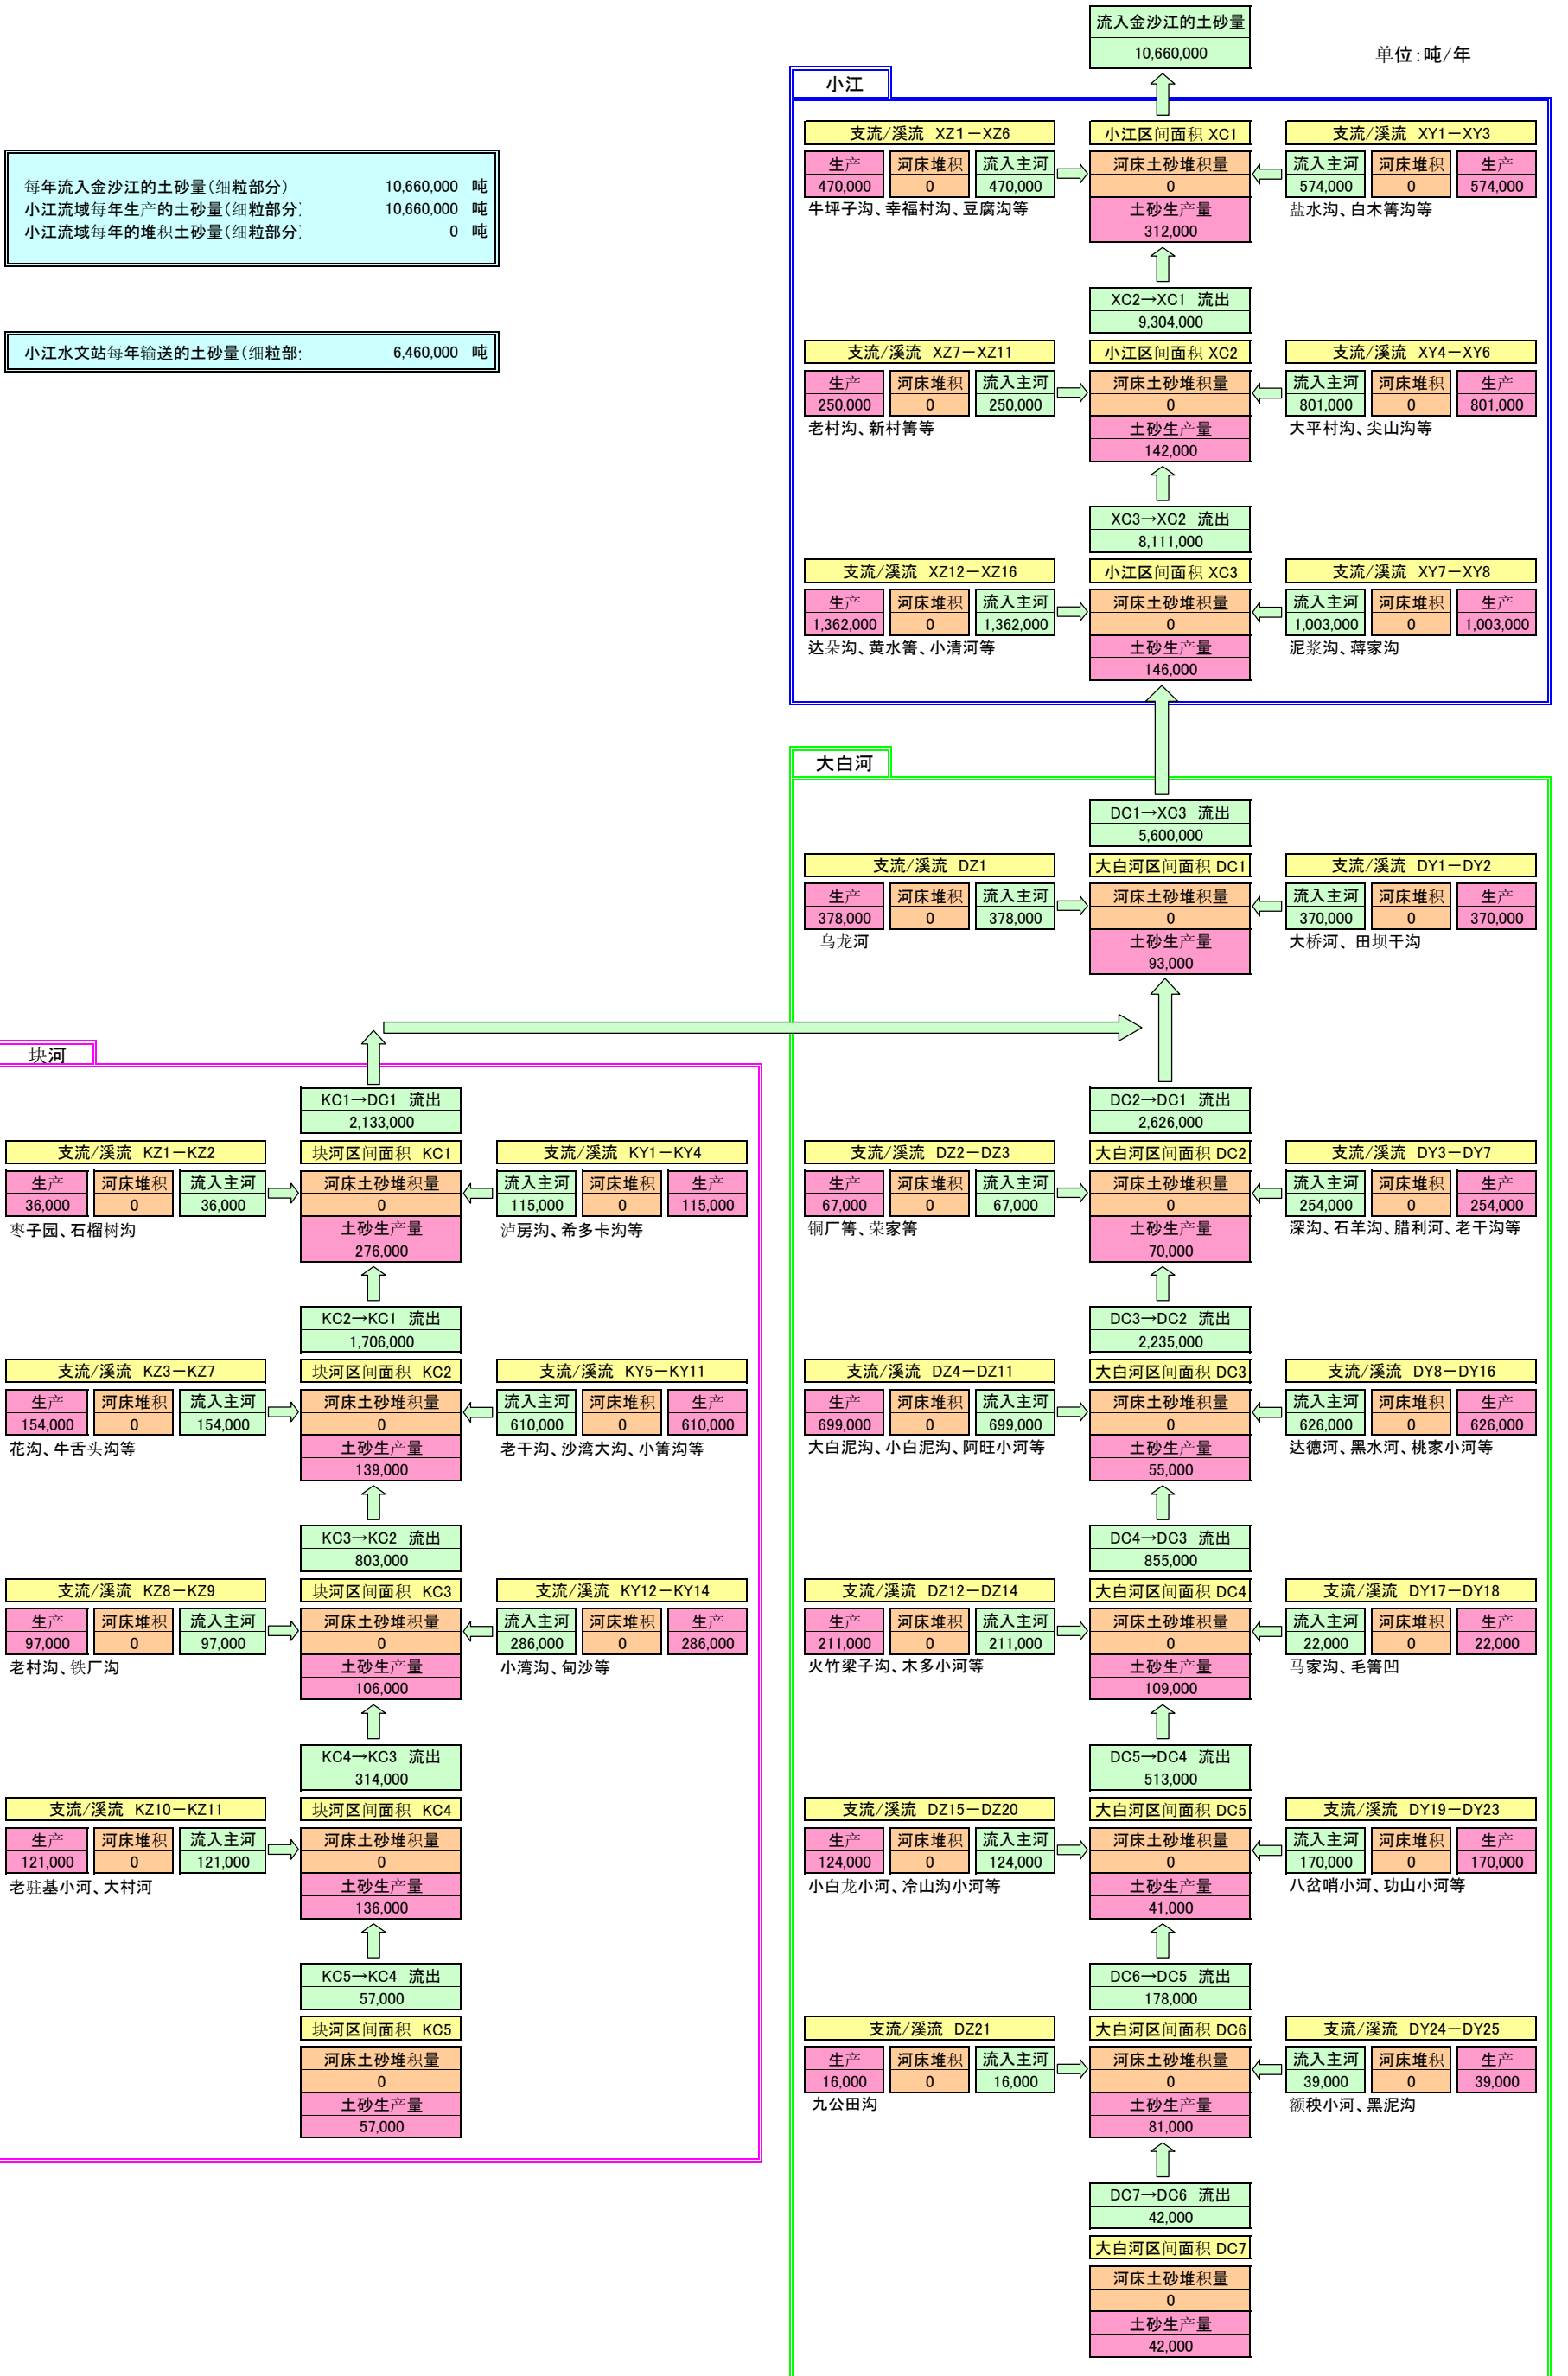 流入金沙江的土砂量
10,660,000
单位:吨/年
每年流入金沙江的土砂量(细粒部分) 10,660,000 吨
小江流域每年生产的土砂量(细粒部分) 10,660,000 吨
小江流域每年的堆积土砂量(细粒部分) 0 吨
小江水文站每年输送的土砂量(细粒部分 6,460,000 吨
小江
支流/溪流 XZ1－XZ6 小江区间面积 XC1 支流/溪流 XY1－XY3
生产 河床堆积 流入主河 河床土砂堆积量 流入主河 河床堆积 生产
470,000 0 470,000 0 574,000 0 574,000
牛坪子沟、幸福村沟、豆腐沟等 土砂生产量 盐水沟、白木箐沟等
312,000
XC2→XC1 流出
9,304,000
支流/溪流 XZ7－XZ11 小江区间面积 XC2 支流/溪流 XY4－XY6
生产 河床堆积 流入主河 河床土砂堆积量 流入主河 河床堆积 生产
250,000 0 250,000 0 801,000 0 801,000
老村沟、新村箐等 土砂生产量 大平村沟、尖山沟等
142,000
XC3→XC2 流出
8,111,000
支流/溪流 XZ12－XZ16 小江区间面积 XC3 支流/溪流 XY7－XY8
生产 河床堆积 流入主河 河床土砂堆积量 流入主河 河床堆积 生产
1,362,000 0 1,362,000 0 1,003,000 0 1,003,000
达朵沟、黄水箐、小清河等 土砂生产量 泥浆沟、蒋家沟
146,000
大白河
DC1→XC3 流出
5,600,000
支流/溪流 DZ1 大白河区间面积 DC1 支流/溪流 DY1－DY2
生产 河床堆积 流入主河 河床土砂堆积量 流入主河 河床堆积 生产
378,000 0 378,000 0 370,000 0 370,000
乌龙河 土砂生产量 大桥河、田坝干沟
93,000
块河
KC1→DC1 流出 DC2→DC1 流出
2,133,000 2,626,000
支流/溪流 KZ1－KZ2 块河区间面积 KC1 支流/溪流 KY1－KY4 支流/溪流 DZ2－DZ3 大白河区间面积 DC2 支流/溪流 DY3－DY7
生产 河床堆积 流入主河 河床土砂堆积量 流入主河 河床堆积 生产 生产 河床堆积 流入主河 河床土砂堆积量 流入主河 河床堆积 生产
36,000 0 36,000 0 115,000 0 115,000 67,000 0 67,000 0 254,000 0 254,000
枣子园、石榴树沟 土砂生产量 泸房沟、希多卡沟等 铜厂箐、荣家箐 土砂生产量 深沟、石羊沟、腊利河、老干沟等
276,000 70,000
KC2→KC1 流出 DC3→DC2 流出
1,706,000 2,235,000
支流/溪流 KZ3－KZ7 块河区间面积 KC2 支流/溪流 KY5－KY11 支流/溪流 DZ4－DZ11 大白河区间面积 DC3 支流/溪流 DY8－DY16
生产 河床堆积 流入主河 河床土砂堆积量 流入主河 河床堆积 生产 生产 河床堆积 流入主河 河床土砂堆积量 流入主河 河床堆积 生产
154,000 0 154,000 0 610,000 0 610,000 699,000 0 699,000 0 626,000 0 626,000
花沟、牛舌头沟等 土砂生产量 老干沟、沙湾大沟、小箐沟等 大白泥沟、小白泥沟、阿旺小河等 土砂生产量 达德河、黑水河、桃家小河等
139,000 55,000
KC3→KC2 流出 DC4→DC3 流出
803,000 855,000
支流/溪流 KZ8－KZ9 块河区间面积 KC3 支流/溪流 KY12－KY14 支流/溪流 DZ12－DZ14 大白河区间面积 DC4 支流/溪流 DY17－DY18
生产 河床堆积 流入主河 河床土砂堆积量 流入主河 河床堆积 生产 生产 河床堆积 流入主河 河床土砂堆积量 流入主河 河床堆积 生产
97,000 0 97,000 0 286,000 0 286,000 211,000 0 211,000 0 22,000 0 22,000
老村沟、铁厂沟 土砂生产量 小湾沟、甸沙等 火竹梁子沟、木多小河等 土砂生产量 马家沟、毛箐凹
106,000 109,000
KC4→KC3 流出 DC5→DC4 流出
314,000 513,000
支流/溪流 KZ10－KZ11 块河区间面积 KC4 支流/溪流 DZ15－DZ20 大白河区间面积 DC5 支流/溪流 DY19－DY23
生产 河床堆积 流入主河 河床土砂堆积量 生产 河床堆积 流入主河 河床土砂堆积量 流入主河 河床堆积 生产
121,000 0 121,000 0 124,000 0 124,000 0 170,000 0 170,000
老驻基小河、大村河 土砂生产量 小白龙小河、冷山沟小河等 土砂生产量 八岔哨小河、功山小河等
136,000 41,000
KC5→KC4 流出 DC6→DC5 流出
57,000 178,000
块河区间面积 KC5 支流/溪流 DZ21 大白河区间面积 DC6 支流/溪流 DY24－DY25
河床土砂堆积量 生产 河床堆积 流入主河 河床土砂堆积量 流入主河 河床堆积 生产
0 16,000 0 16,000 0 39,000 0 39,000
土砂生产量 九公田沟 土砂生产量 额秧小河、黑泥沟
57,000 81,000
DC7→DC6 流出
42,000
大白河区间面积 DC7
河床土砂堆积量
0
土砂生产量
42,000